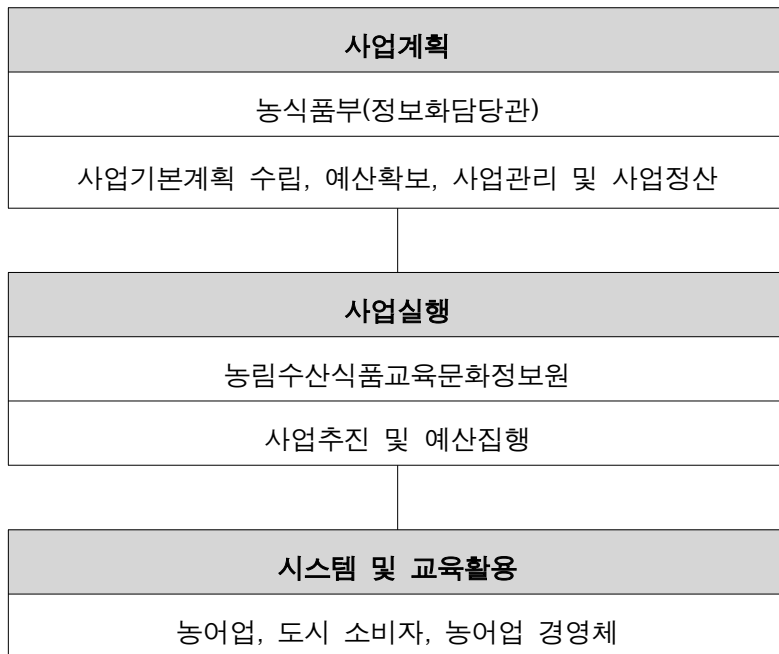 사업계획
농식품부(정보화담당관)
사업기본계획 수립, 예산확보, 사업관리 및 사업정산
사업실행
농림수산식품교육문화정보원
사업추진 및 예산집행
시스템 및 교육활용
농어업, 도시 소비자, 농어업 경영체